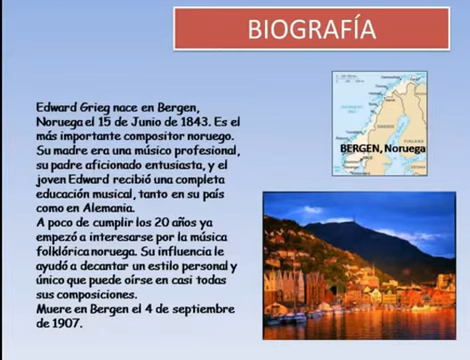 BIOGRAFÍA
Edward Grieg nace en Bergen,
Noruega el 15 de Junio de 1843. Es el
más importante compositor noruego.
Su madre era una músico profesional,
su padre aficionado entusiasta, y el
joven Edward recibió una completa
educación musical, tanto en su país
como en Alemania.
A poco de cumplir los 20 años ya
empezó a interesarse por la música
folklórica noruega. Su influencia le
ayudó a decantar un estilo personal y
único que puede oírse en casi todas
sus composiciones.
Muere en Bergen el 4 de septiembre
de 1907.
BERGEN, Noruega